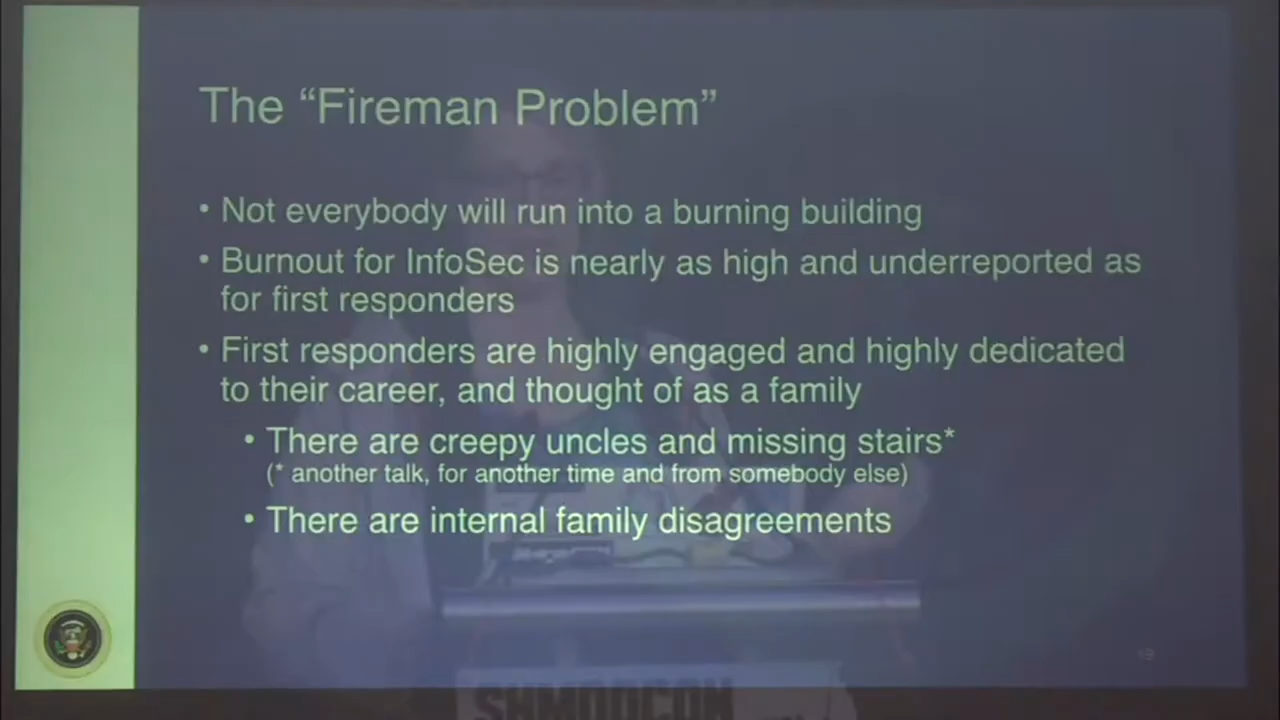 The “Fireman Problem”
• Not everybody will run into a burning building
• Burnout for InfoSec is nearly as high and underreported as
for first responders
• First responders are highly engaged and highly dedicated
to their career, and thought of as a family
• There are creepy uncles and missing stairs*
(* another talk, for another time and from somebody else)
• There are internal family disagreements
19
SHMOOCON